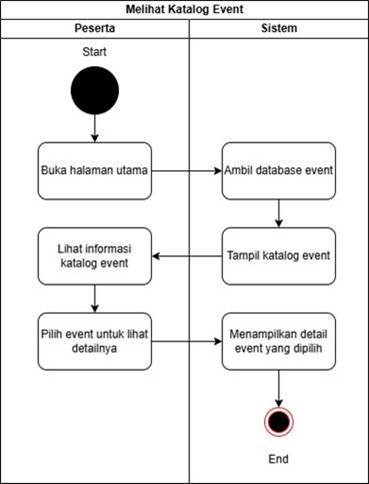 Melihat Katalog Event
Peserta
Sistem
Start
Buka halaman utama
Ambil database event
Lihat informasi
katalog event
Tampil katalog event
Pilih event untuk lihat
detailnya
Menampilkan detail
event yang dipilih
End